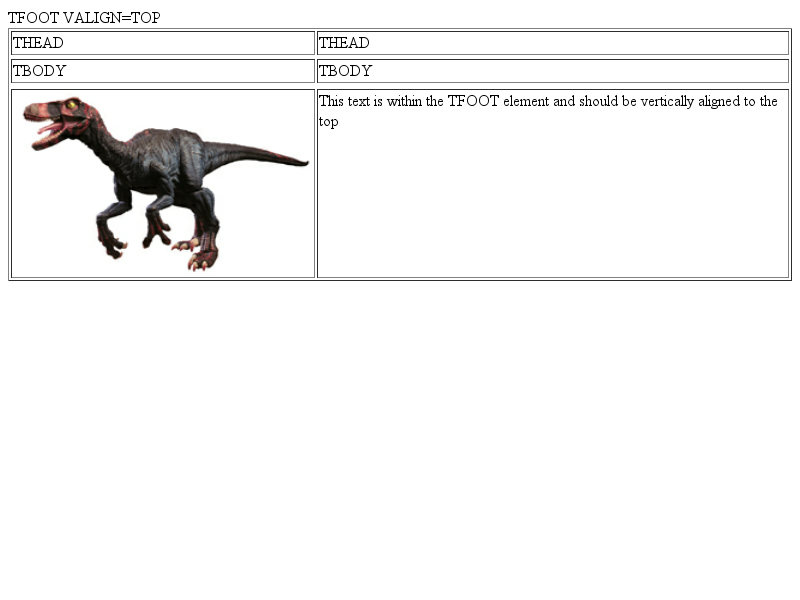 TFOOT VALIGN=TOP
THEAD THEAD
TBODY TBODY
This text is within the TFOOT element and should be vertically aligned to the
top